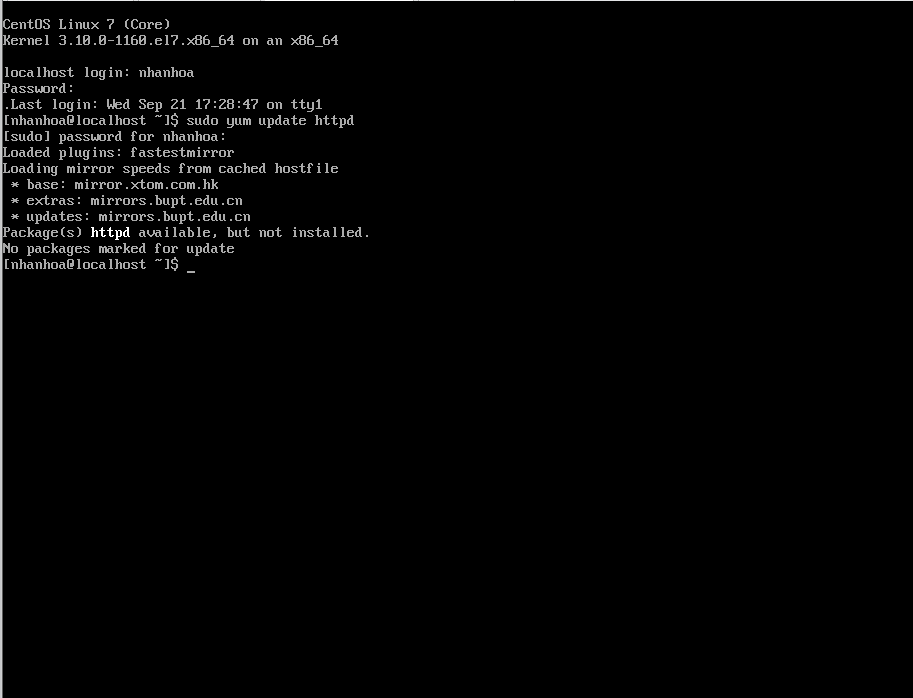 CentOS Linux 7 (Core)
Kernel 3.10.0-1160.el7.x86_64 on an x86_64
localhost login: nhanhoa
Password:
.Last login: Wed Sep 21 17:28:47 on tty1
[nhanhoa@localhost ~]$ sudo yum update httpd
[sudo] password for nhanhoa:
Loaded plugins: fastestmirror
Loading mirror speeds from cached hostfile
* base: mirror.xtom.com.hk
* extras: mirrors.bupt.edu.cn
* updates: mirrors.bupt.edu.cn
Package(s) httpd available, but not installed.
No packages marked for update
[nhanhoa@localhost ~]$ _